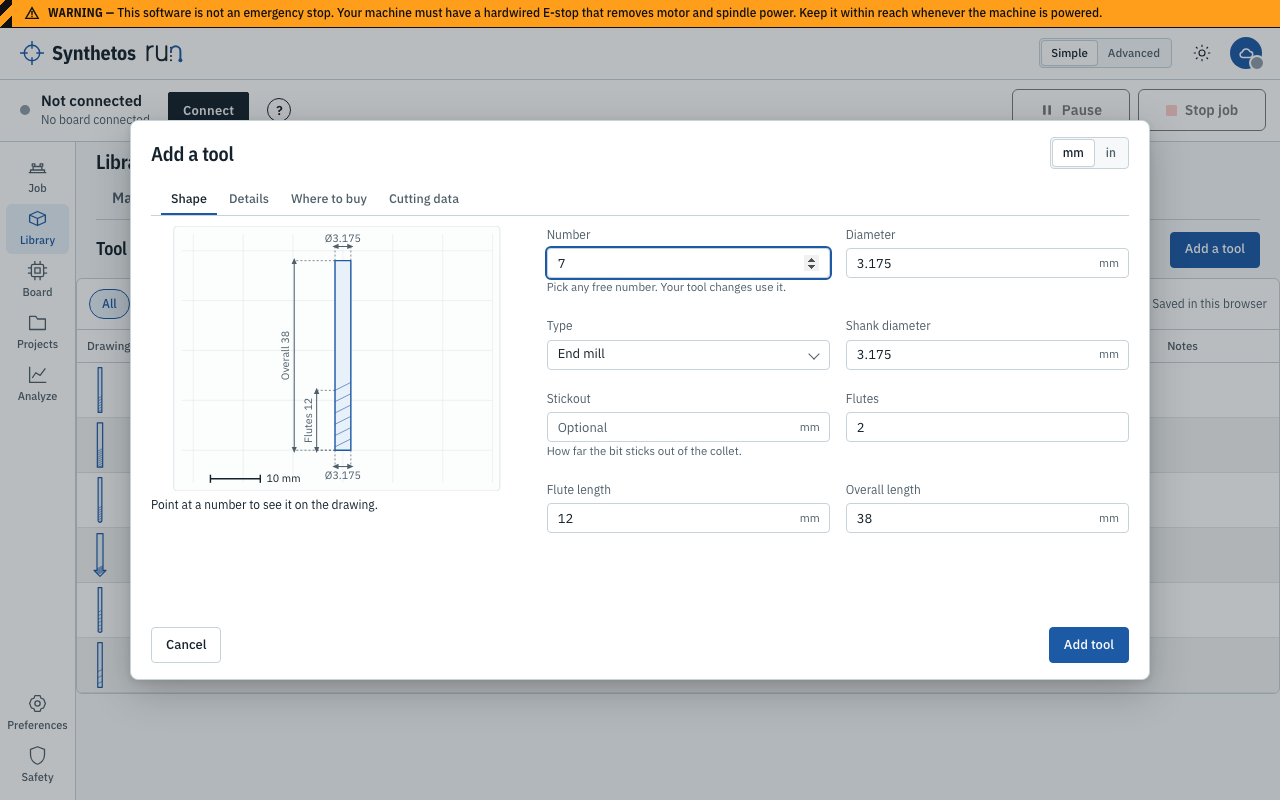 WARNING — This software is not an emergency stop. Your machine must have a hardwired E-stop that removes motor and spindle power. Keep it within reach whenever the machine is powered.
Synthetos run
Simple
Advanced
Not connected
No board connected
Connect
?
Pause
Stop job
Job
Library
Board
Projects
Analyze
Preferences
Safety
Tool
Add a tool
All
Saved in this browser
Drawing
Notes
Add a tool
mm
in
Shape
Details
Where to buy
Cutting data
Ø3.175
Overall 38
Flutes 12
10 mm
Ø3.175
Point at a number to see it on the drawing.
Number
7
Pick any free number. Your tool changes use it.
Diameter
3.175 mm
Type
End mill
Shank diameter
3.175 mm
Stickout
Optional mm
How far the bit sticks out of the collet.
Flutes
2
Flute length
12 mm
Overall length
38 mm
Cancel
Add tool